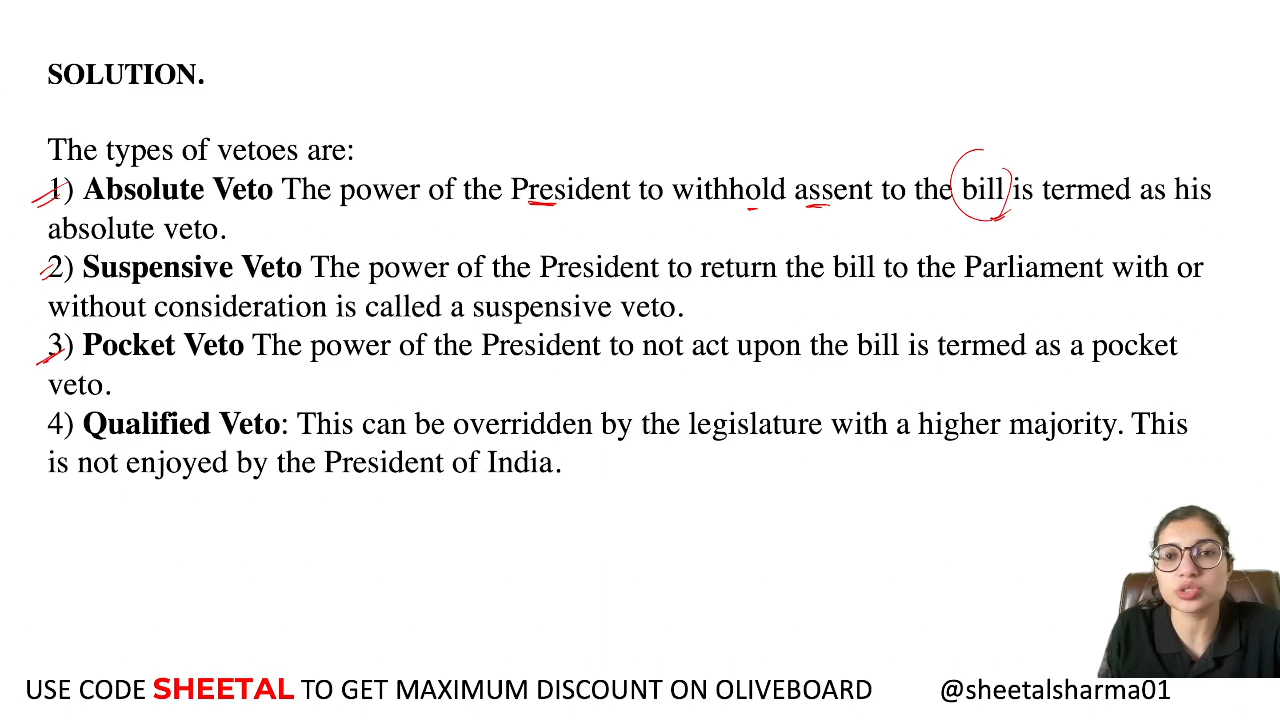 SOLUTION.
The types of vetoes are:
1) Absolute Veto The power of the President to withhold assent to the bill is termed as his
absolute veto.
2) Suspensive Veto The power of the President to return the bill to the Parliament with or
without consideration is called a suspensive veto.
3) Pocket Veto The power of the President to not act upon the bill is termed as a pocket
veto.
4) Qualified Veto: This can be overridden by the legislature with a higher majority. This
is not enjoyed by the President of India.
USE CODE SHEETAL TO GET MAXIMUM DISCOUNT ON OLIVEBOARD @sheetalsharma01